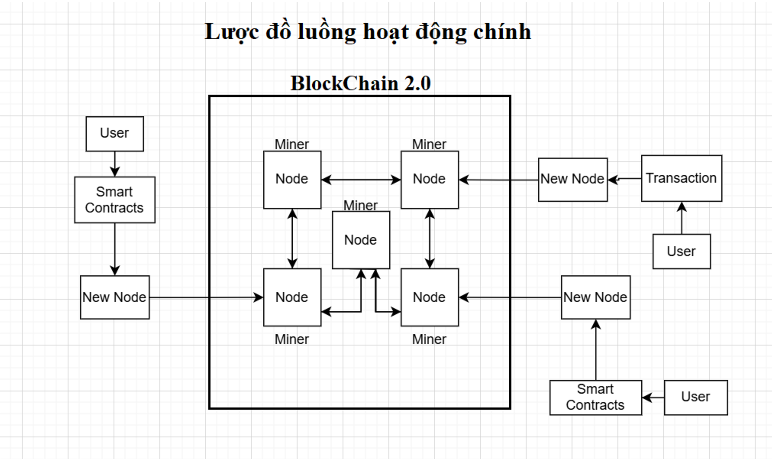 Lược đồ luồng hoạt động chính
BlockChain 2.0
User
Smart
Contracts
New Node
Miner
Node
Miner
Node
Miner
Node
Node
Miner
Node
Miner
New Node
Transaction
User
New Node
Smart
Contracts
User